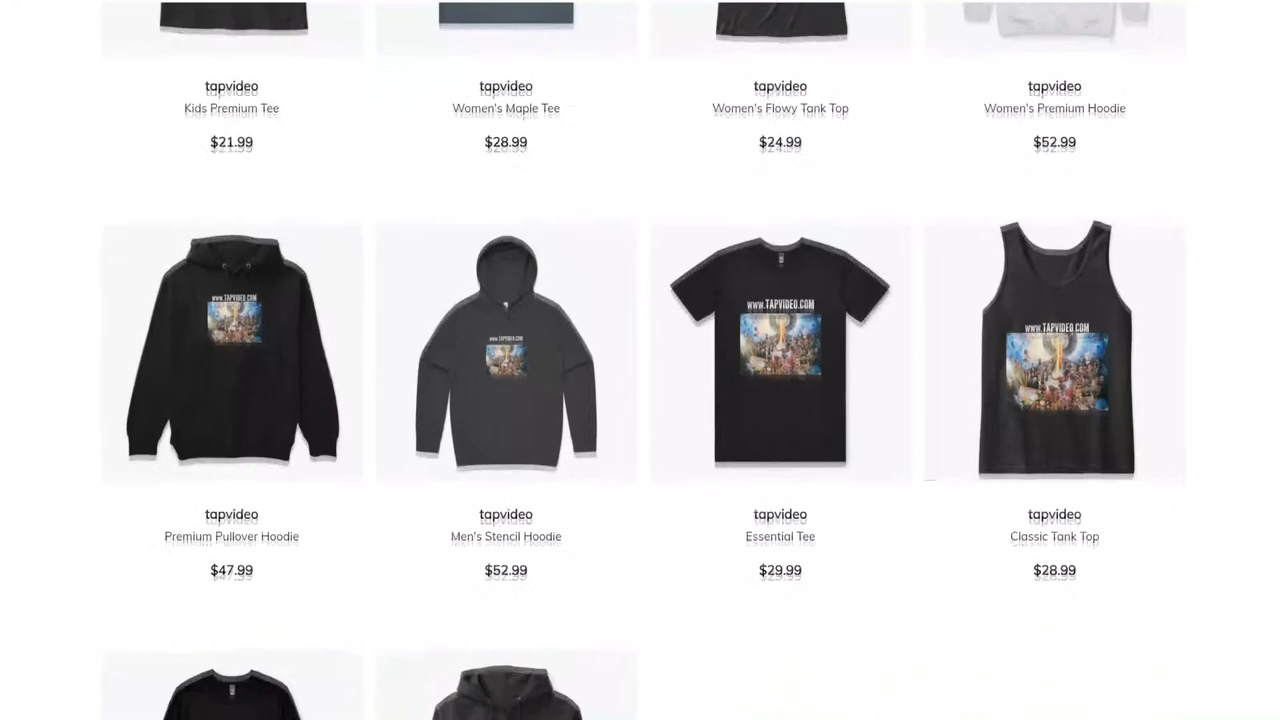 tapvideo
Kids Premium Tee
$21.99
tapvideo
Women's Maple Tee
$28.99
tapvideo
Women's Flowy Tank Top
$24.99
tapvideo
Women's Premium Hoodie
$52.99
www.TAPVIDEO.COM
www.TAPVIDEO.COM
www.TAPVIDEO.COM
www.TAPVIDEO.COM
tapvideo
Premium Pullover Hoodie
$47.99
tapvideo
Men's Stencil Hoodie
$52.99
tapvideo
Essential Tee
$29.99
tapvideo
Classic Tank Top
$28.99